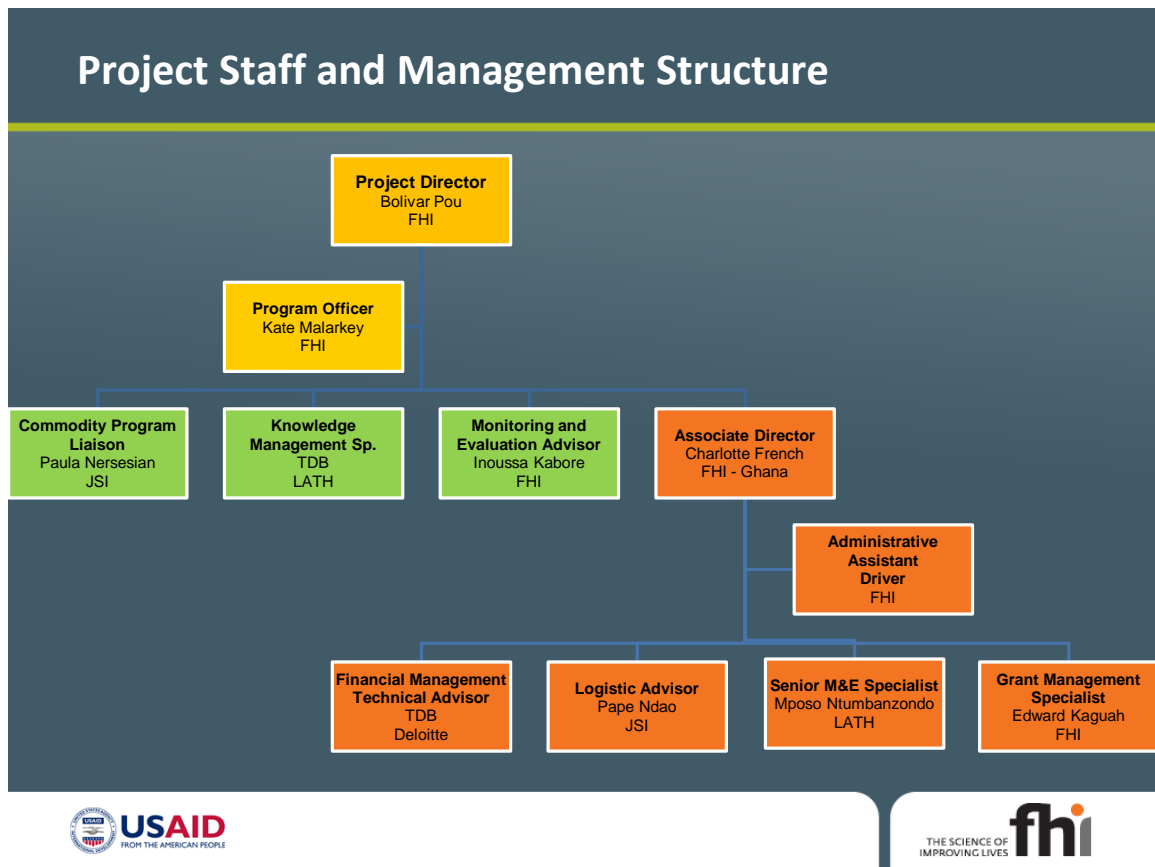 Project Staff and Management Structure
Project Director
Bolivar Pou
FHI
Program Officer
Kate Malarkey
FHI
Commodity Program
Liaison
Paula Nersesian
JSI
Knowledge
Management Sp.
TDB
LATH
Monitoring and
Evaluation Advisor
Inoussa Kabore
FHI
Associate Director
Charlotte French
FHI - Ghana
Administrative
Assistant
Driver
FHI
Financial Management
Technical Advisor
TDB
Deloitte
Logistic Advisor
Pape Ndao
JSI
Senior M&E Specialist
Mposo Ntumbanzondo
LATH
Grant Management
Specialist
Edward Kaguah
FHI
USAID
FROM THE AMERICAN PEOPLE
THE SCIENCE OF
IMPROVING LIVES
fhi